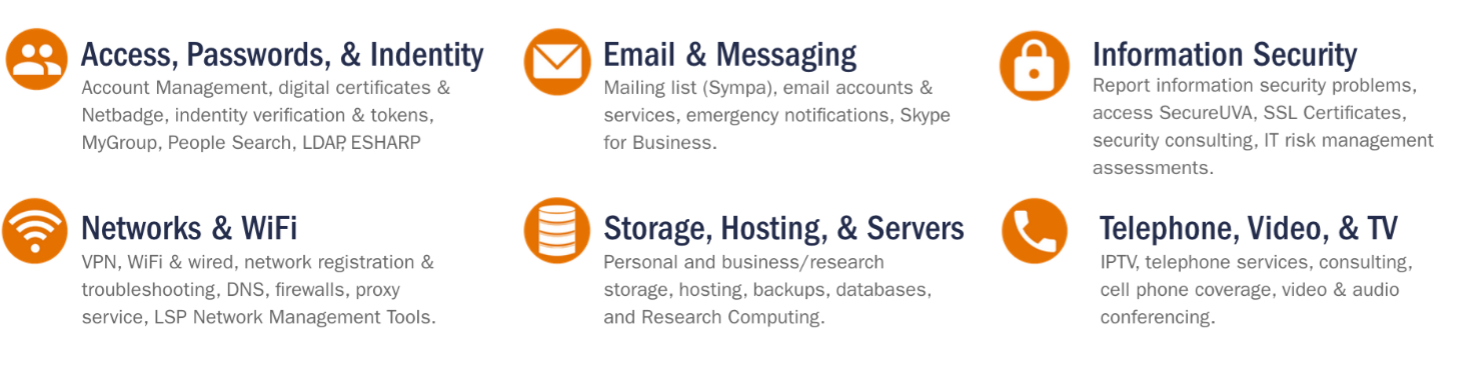 Access, Passwords, & Indentity
Account Management, digital certificates &
Netbadge, indentity verification & tokens,
MyGroup, People Search, LDAP, ESHARP
Email & Messaging
Mailing list (Sympa), email accounts &
services, emergency notifications, Skype
for Business.
Information Security
Report information security problems,
access SecureUVA, SSL Certificates,
security consulting, IT risk management
assessments.
Networks & WiFi
VPN, WiFi & wired, network registration &
troubleshooting, DNS, firewalls, proxy
service, LSP Network Management Tools.
Storage, Hosting, & Servers
Personal and business/research
storage, hosting, backups, databases,
and Research Computing.
Telephone, Video, & TV
IPTV, telephone services, consulting,
cell phone coverage, video & audio
conferencing.